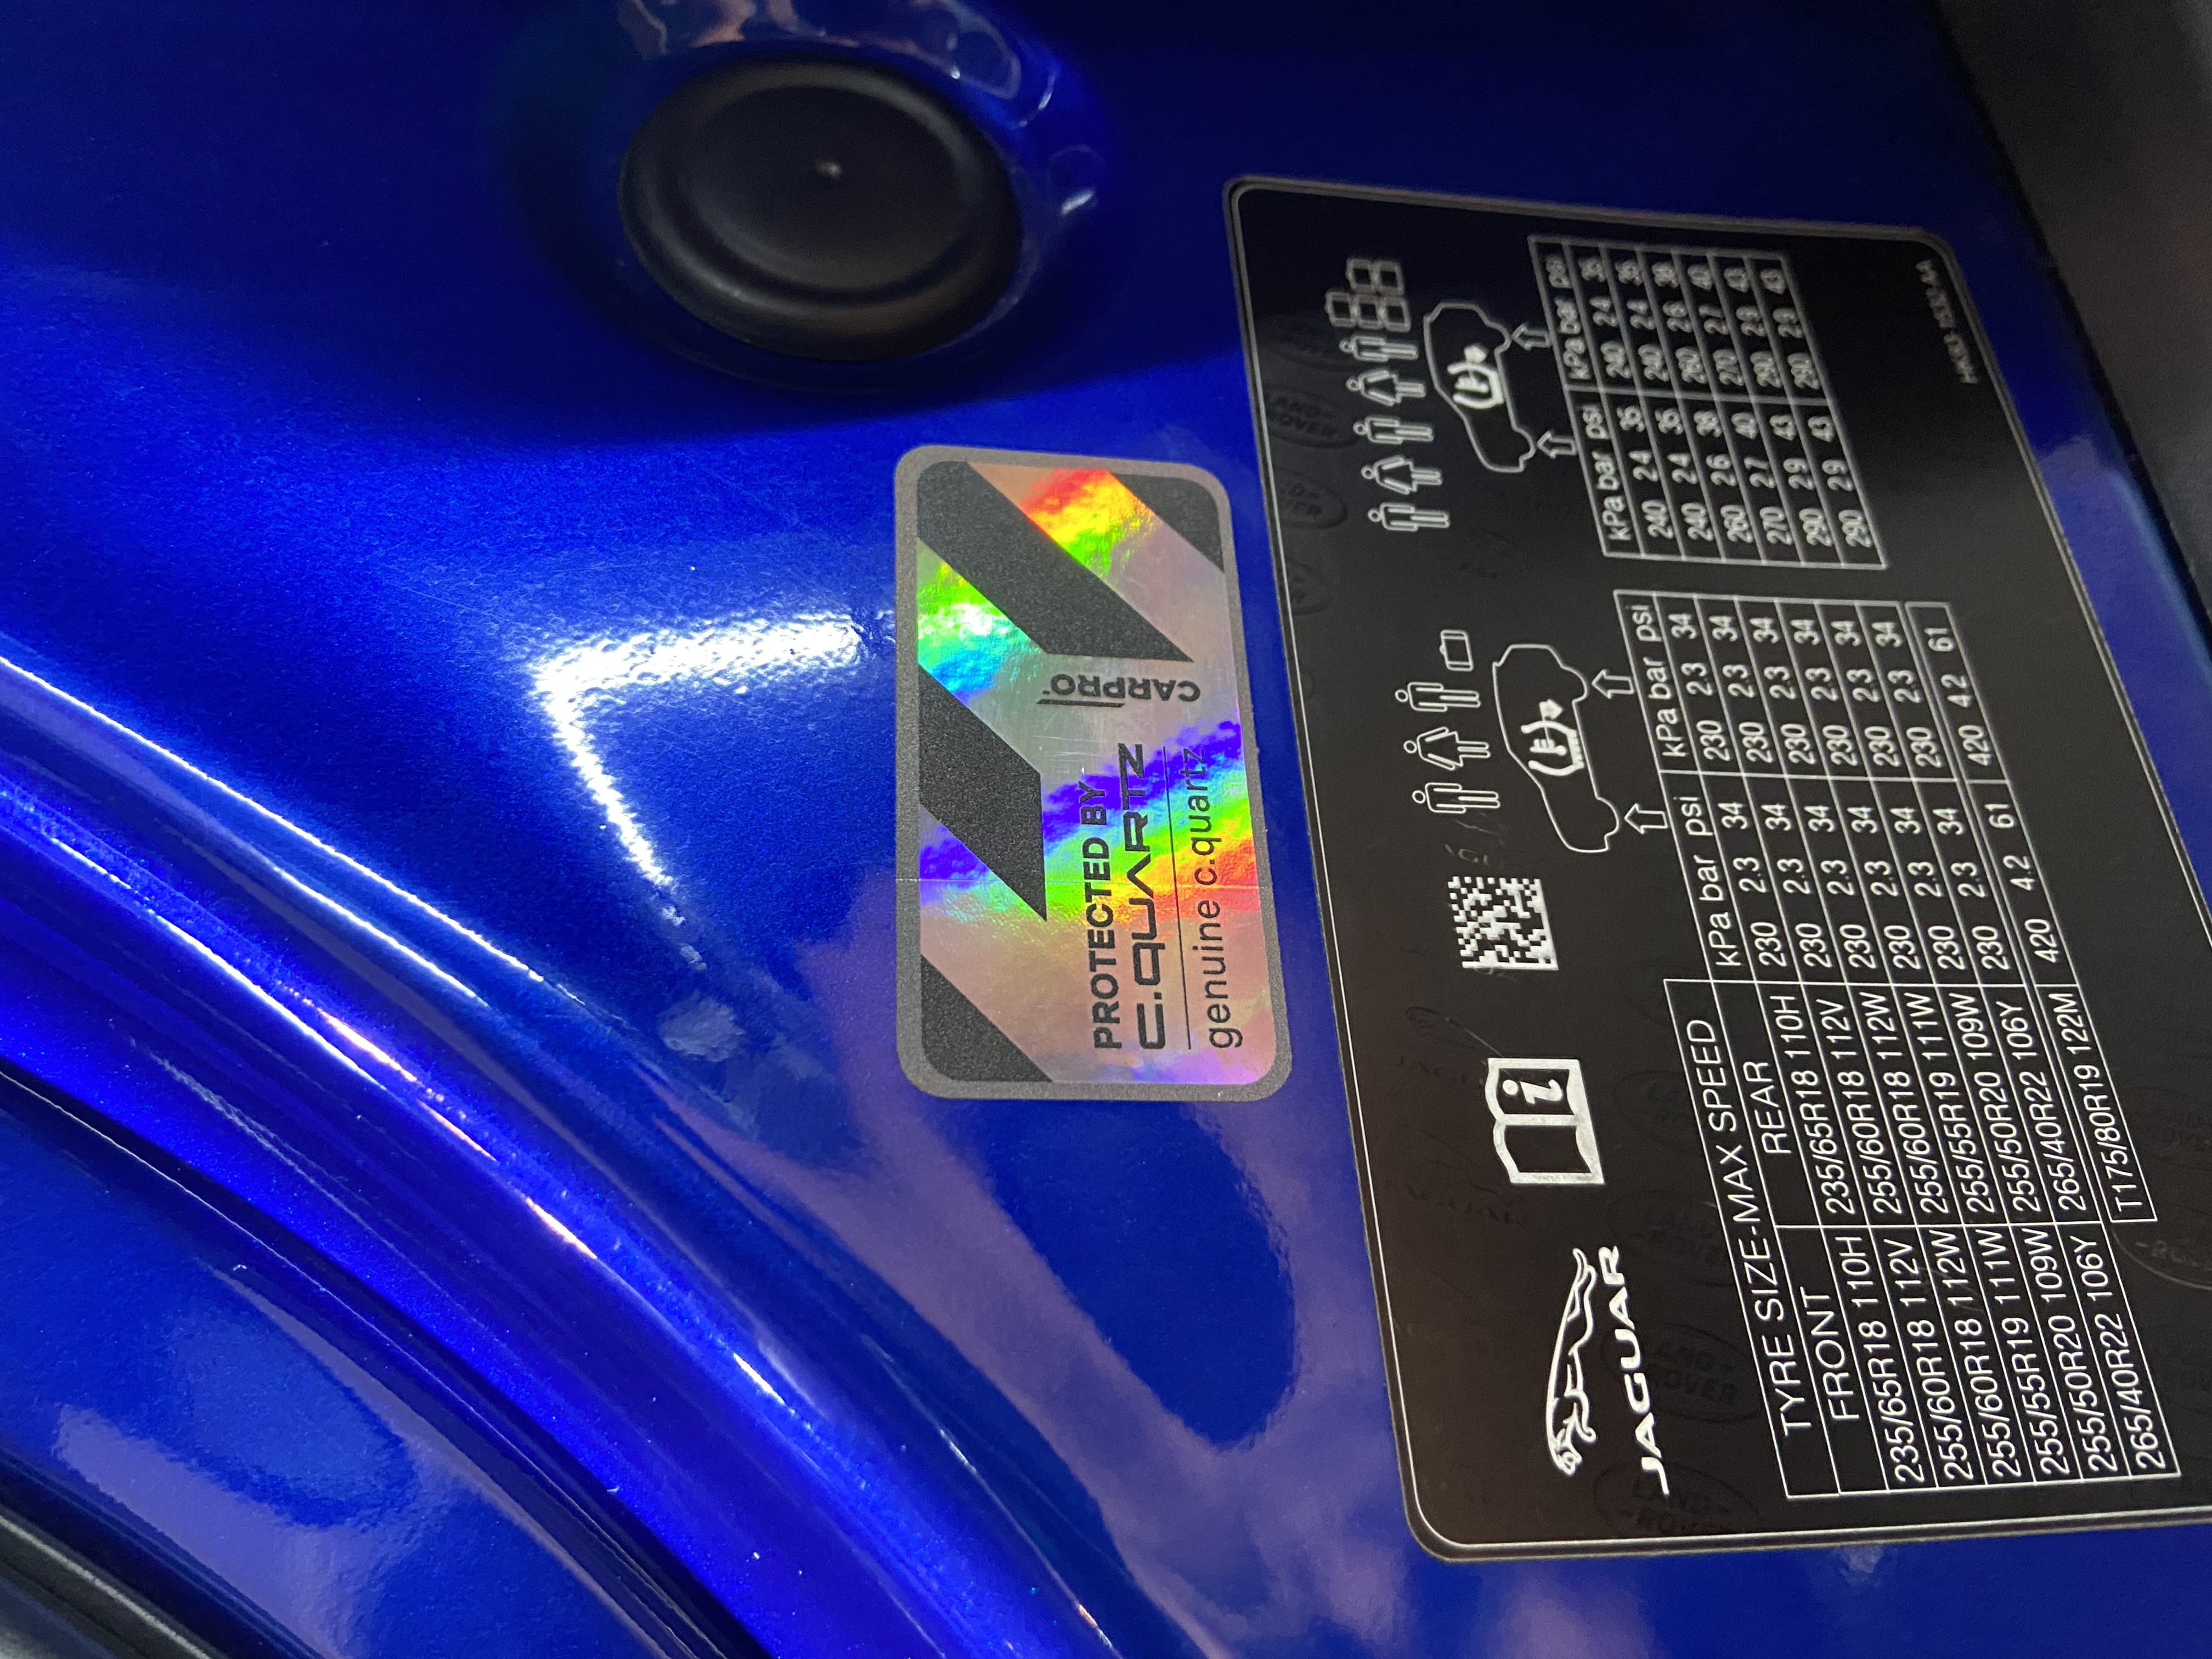 PROTECTED BY
C.QUARTZ
genuine c.quartz
CARPRO
JAGUAR
TYRE SIZE-MAX SPEED
FRONT REAR kPa bar psi kPa bar psi
235/65R18 110H 235/65R18 110H 230 2.3 34 230 2.3 34
255/60R18 112V 255/60R18 112V 230 2.3 34 230 2.3 34
255/60R18 112W 255/60R18 112W 230 2.3 34 230 2.3 34
255/55R19 111W 255/55R19 111W 230 2.3 34 230 2.3 34
255/50R20 109W 255/50R20 109W 230 2.3 34 230 2.3 34
265/40R22 106Y 265/40R22 106Y 230 2.3 34 230 2.3 34
T175/80R19 122M 420 4.2 61 420 4.2 61
kPa bar psi kPa bar psi
240 2.4 35 240 2.4 35
240 2.4 35 240 2.4 35
260 2.6 38 260 2.6 38
270 2.7 40 270 2.7 40
290 2.9 43 290 2.9 43
290 2.9 43 290 2.9 43